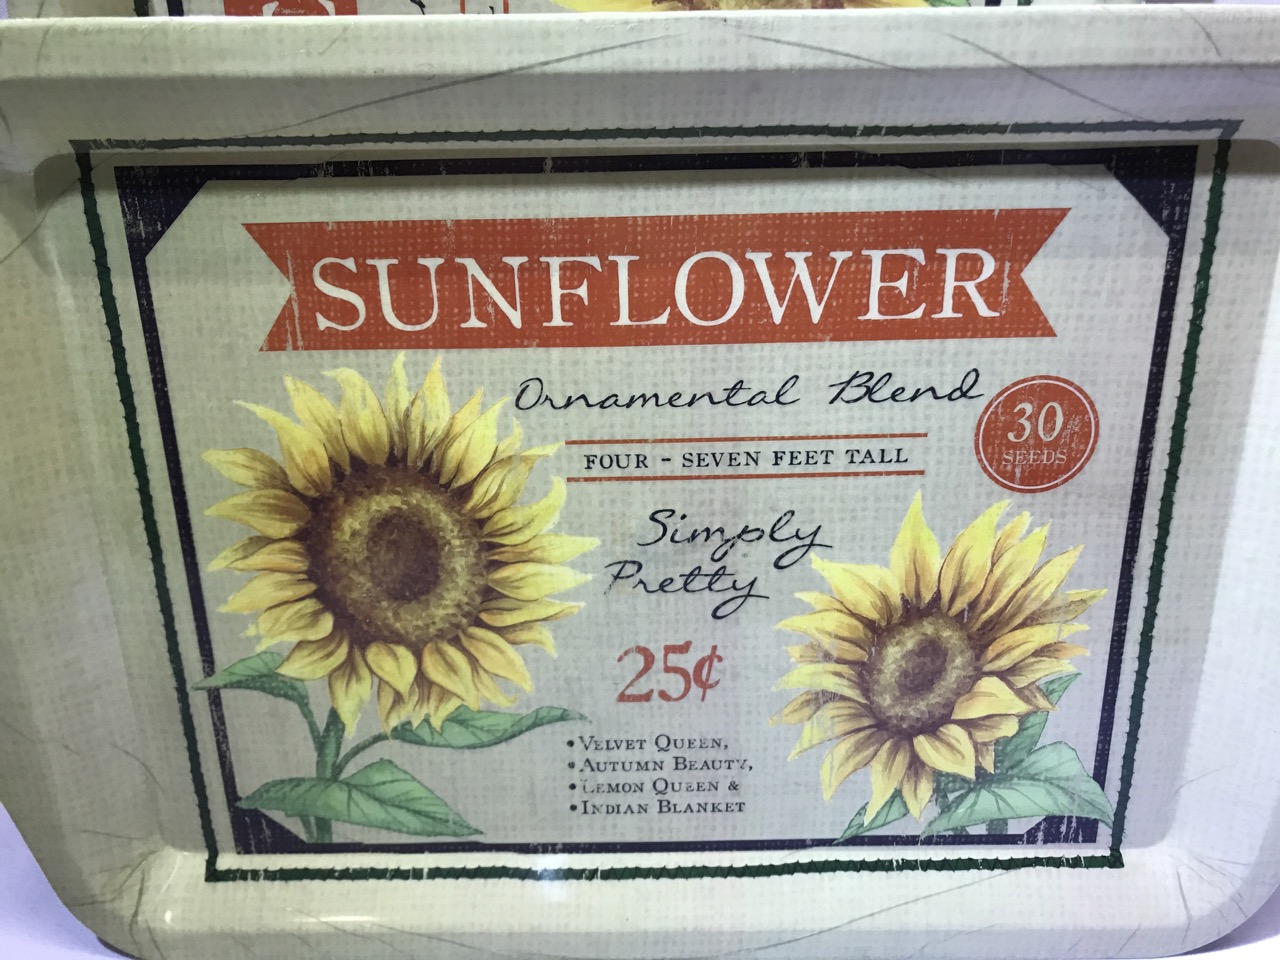 SUNFLOWER
Ornamental Blend
30
SEEDS
FOUR - SEVEN FEET TALL
Simply
Pretty
25¢
• VELVET QUEEN,
• AUTUMN BEAUTY,
• LEMON QUEEN &
• INDIAN BLANKET